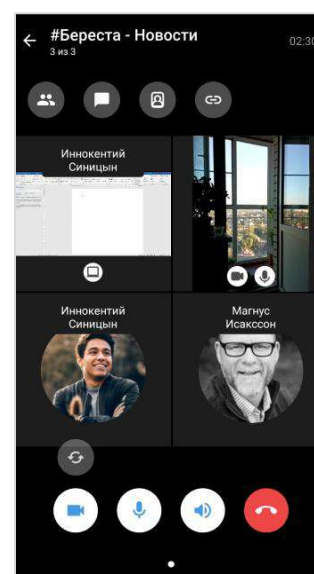 #Береста - Новости
3 из 3
02:30
Иннокентий
Синицын
Иннокентий
Синицын
Магнус
Исакссон